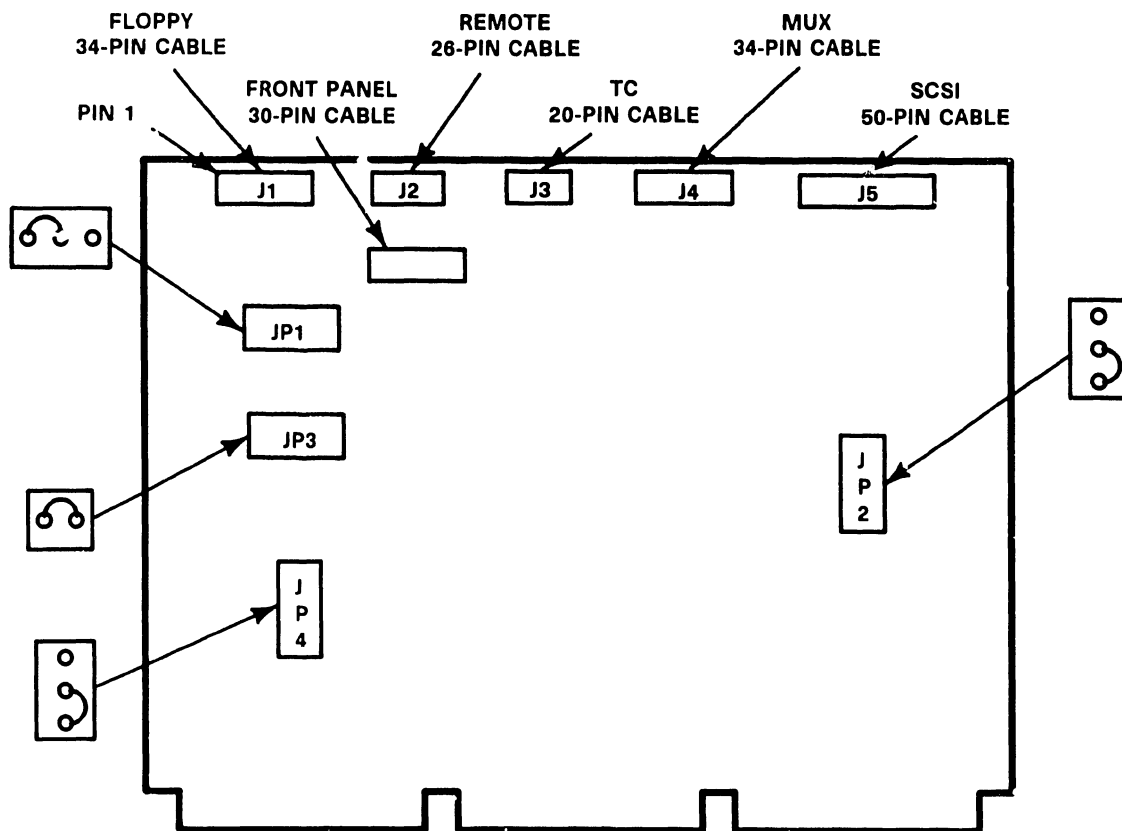 FLOPPY
34-PIN CABLE
REMOTE
26-PIN CABLE
MUX
34-PIN CABLE
FRONT PANEL
30-PIN CABLE
TC
20-PIN CABLE
SCSI
50-PIN CABLE
PIN 1
J1
J2
J3
J4
J5
JP1
JP3
J
P
2
J
P
4